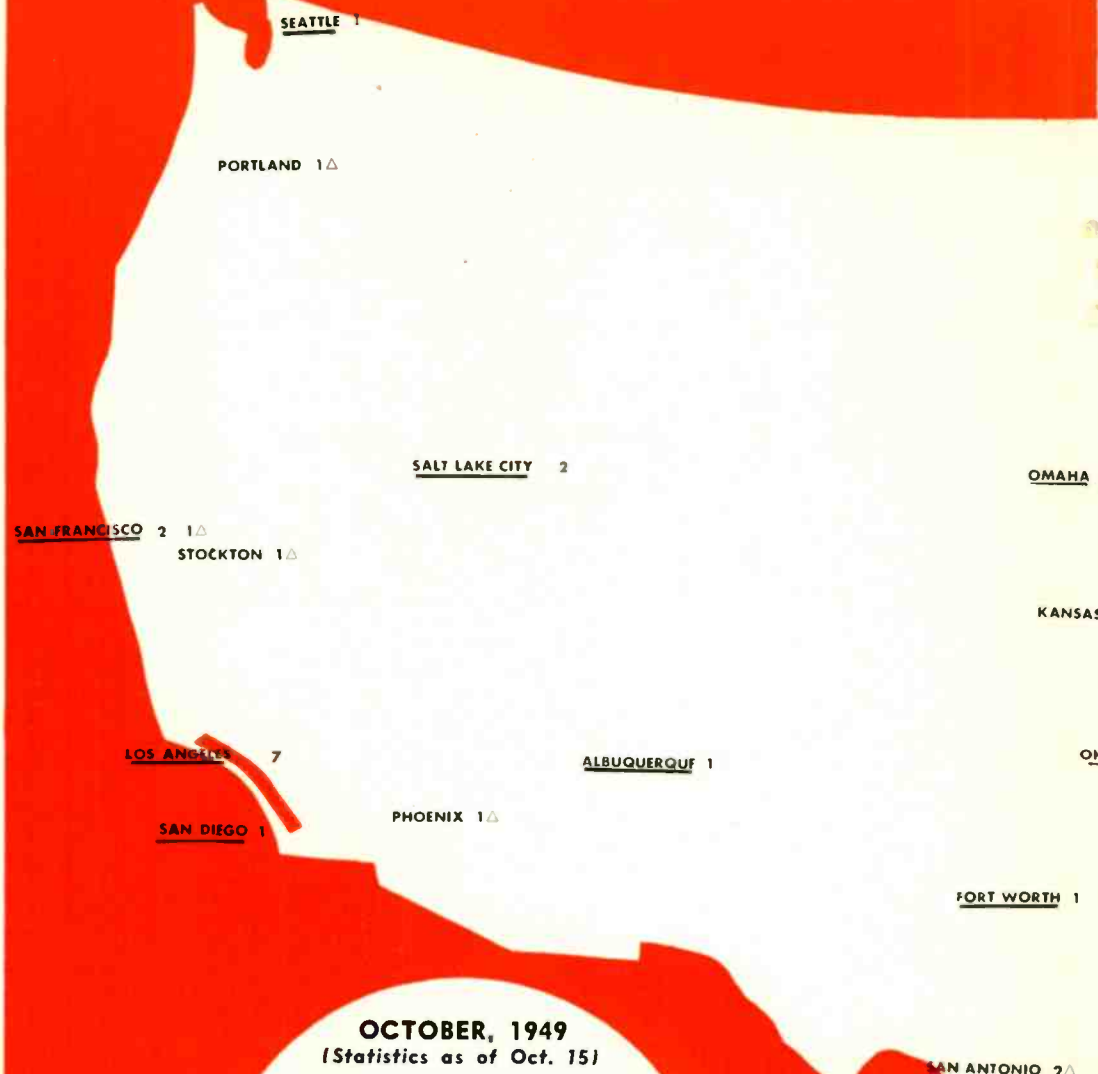 SEATTLE 1
PORTLAND 1△
SALT LAKE CITY 2
OMAHA
SAN FRANCISCO 2 1△
STOCKTON 1△
KANSAS
LOS ANGELES 7
ALBUQUERQUE 1
OK
PHOENIX 1△
SAN DIEGO 1
FORT WORTH 1
OCTOBER, 1949
(Statistics as of Oct. 15)
SAN ANTONIO 2△